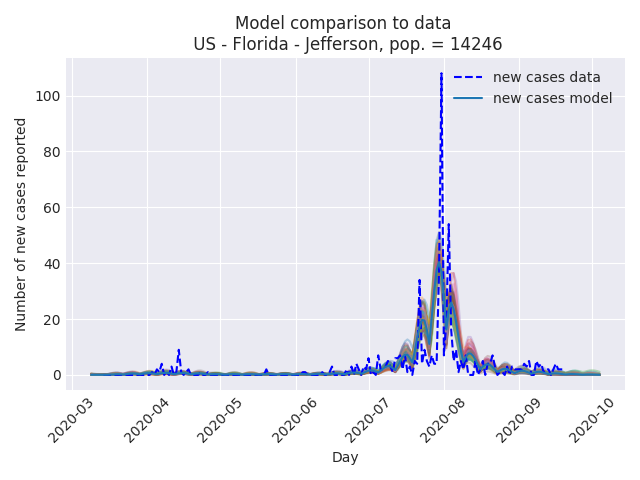 Model comparison to data
US - Florida - Jefferson, pop. = 14246
new cases data
new cases model
Number of new cases reported
100
80
60
40
20
0
2020-03
2020-04
2020-05
2020-06
2020-07
2020-08
2020-09
2020-10
Day